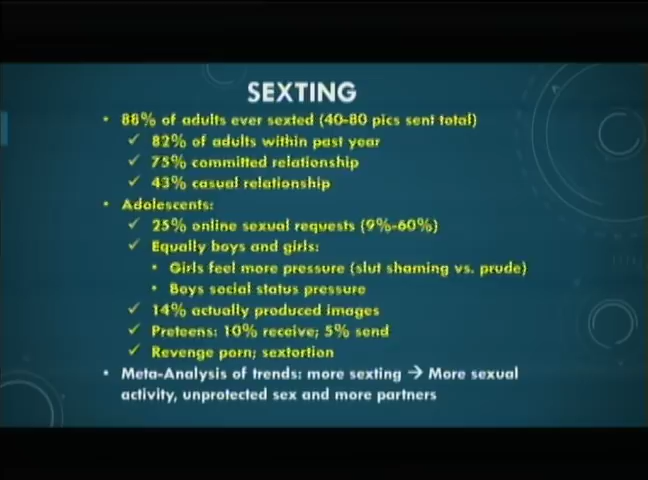 SEXTING
• 88% of adults ever sexted (40-80 pics sent total)
✓ 82% of adults within past year
✓ 75% committed relationship
✓ 43% casual relationship
• Adolescents:
✓ 25% online sexual requests (9%-60%)
✓ Equally boys and girls:
• Girls feel more pressure (slut shaming vs. prude)
• Boys social status pressure
✓ 14% actually produced images
✓ Preteens: 10% receive; 5% send
✓ Revenge porn; sextortion
• Meta-Analysis of trends: more sexting → More sexual
activity, unprotected sex and more partners